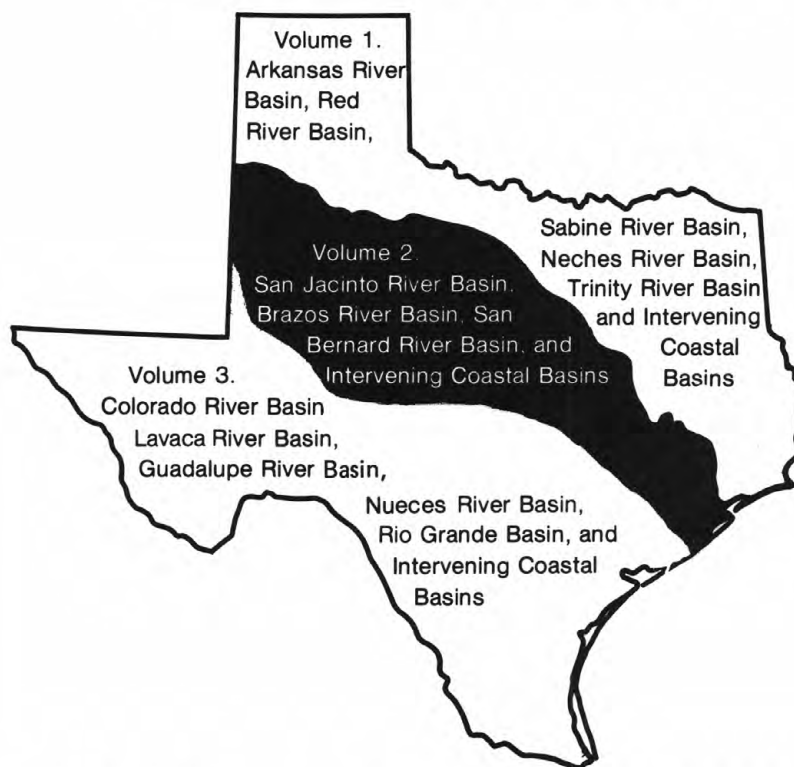 Volume 1.
Arkansas River
Basin, Red
River Basin,
Sabine River Basin,
Neches River Basin,
Trinity River Basin
and Intervening
Coastal
Basins
Volume 2.
San Jacinto River Basin,
Brazos River Basin, San
Bernard River Basin, and
Intervening Coastal Basins
Volume 3.
Colorado River Basin
Lavaca River Basin,
Guadalupe River Basin,
Nueces River Basin,
Rio Grande Basin, and
Intervening Coastal
Basins